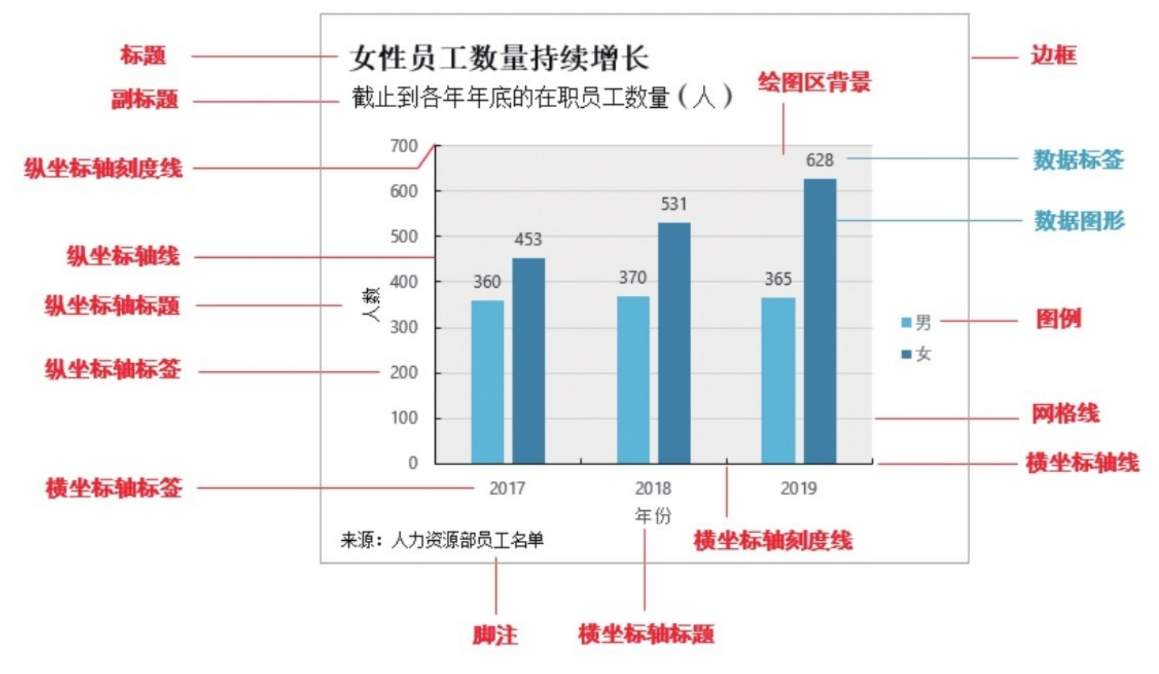 标题
女性员工数量持续增长
边框
副标题
截止到各年年底的在职员工数量（人）
绘图区背景
700
628
数据标签
纵坐标轴刻度线
600
531
数据图形
500
453
纵坐标轴线
400
360
370
365
纵坐标轴标题
人数
300
男
图例
女
纵坐标轴标签
200
100
网格线
0
横坐标轴线
横坐标轴标签
2017
2018
2019
年份
来源：人力资源部员工名单
横坐标轴刻度线
脚注
横坐标轴标题